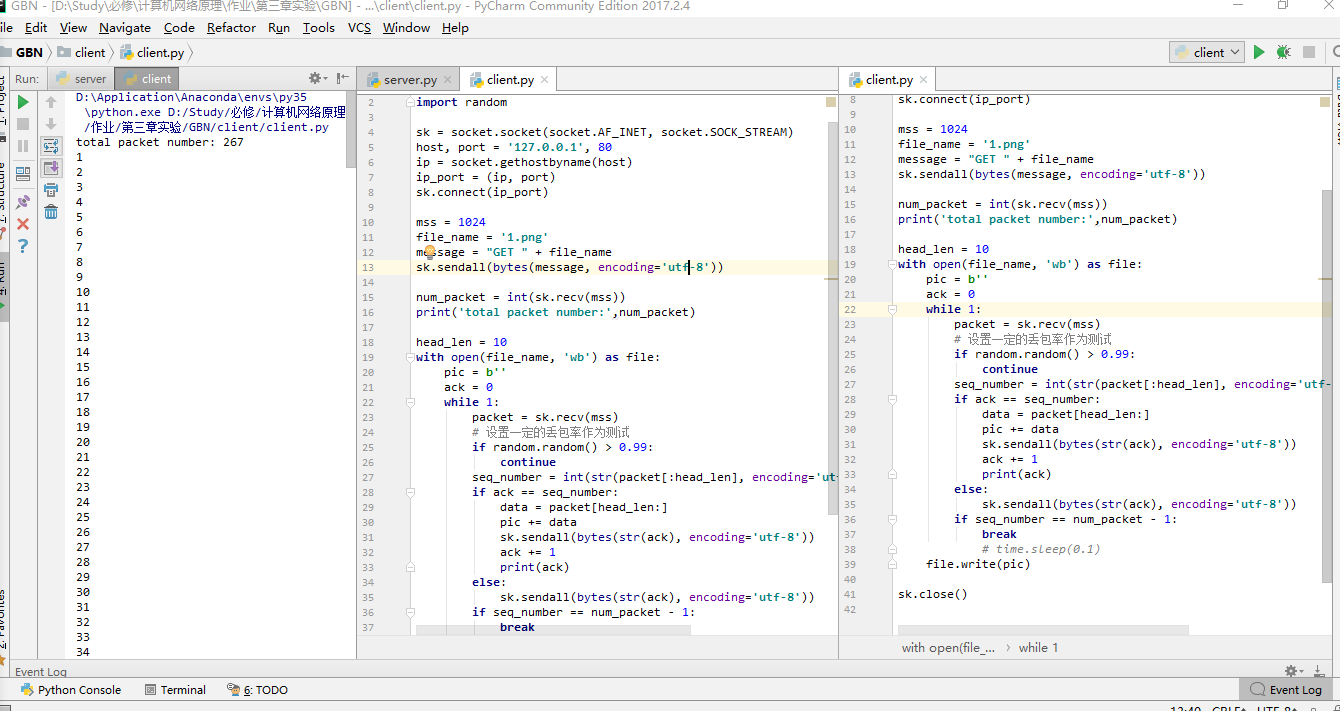 GBN - [D:\Study\必修\计算机网络原理\作业\第三章实验\GBN] - ...\client\client.py - PyCharm Community Edition 2017.2.4
Edit View Navigate Code Refactor Run Tools VCS Window Help
GBN client client.py
client
Run: server client
D:\Application\Anaconda\envs\py35
\python.exe D:/Study/必修/计算机网络原理
/作业/第三章实验/GBN/client/client.py
total packet number: 267
1
2
3
4
5
6
7
8
9
10
11
12
13
14
15
16
17
18
19
20
21
22
23
24
25
26
27
28
29
30
31
32
33
34
server.py client.py
2 import random
3
4 sk = socket.socket(socket.AF_INET, socket.SOCK_STREAM)
5 host, port = '127.0.0.1', 80
6 ip = socket.gethostbyname(host)
7 ip_port = (ip, port)
8 sk.connect(ip_port)
9
10 mss = 1024
11 file_name = '1.png'
12 message = "GET " + file_name
13 sk.sendall(bytes(message, encoding='utf-8'))
14
15 num_packet = int(sk.recv(mss))
16 print('total packet number:',num_packet)
17
18 head_len = 10
19 with open(file_name, 'wb') as file:
20 pic = b''
21 ack = 0
22 while 1:
23 packet = sk.recv(mss)
24 # 设置一定的丢包率作为测试
25 if random.random() > 0.99:
26 continue
27 seq_number = int(str(packet[:head_len], encoding='ut
28 if ack == seq_number:
29 data = packet[head_len:]
30 pic += data
31 sk.sendall(bytes(str(ack), encoding='utf-8'))
32 ack += 1
33 print(ack)
34 else:
35 sk.sendall(bytes(str(ack), encoding='utf-8'))
36 if seq_number == num_packet - 1:
37 break
client.py
8 sk.connect(ip_port)
9
10 mss = 1024
11 file_name = '1.png'
12 message = "GET " + file_name
13 sk.sendall(bytes(message, encoding='utf-8'))
14
15 num_packet = int(sk.recv(mss))
16 print('total packet number:',num_packet)
17
18 head_len = 10
19 with open(file_name, 'wb') as file:
20 pic = b''
21 ack = 0
22 while 1:
23 packet = sk.recv(mss)
24 # 设置一定的丢包率作为测试
25 if random.random() > 0.99:
26 continue
27 seq_number = int(str(packet[:head_len], encoding='utf-
28 if ack == seq_number:
29 data = packet[head_len:]
30 pic += data
31 sk.sendall(bytes(str(ack), encoding='utf-8'))
32 ack += 1
33 print(ack)
34 else:
35 sk.sendall(bytes(str(ack), encoding='utf-8'))
36 if seq_number == num_packet - 1:
37 break
38 # time.sleep(0.1)
39 file.write(pic)
40
41 sk.close()
42
with open(file_... › while 1
Event Log
Python Console Terminal 6: TODO Event Log